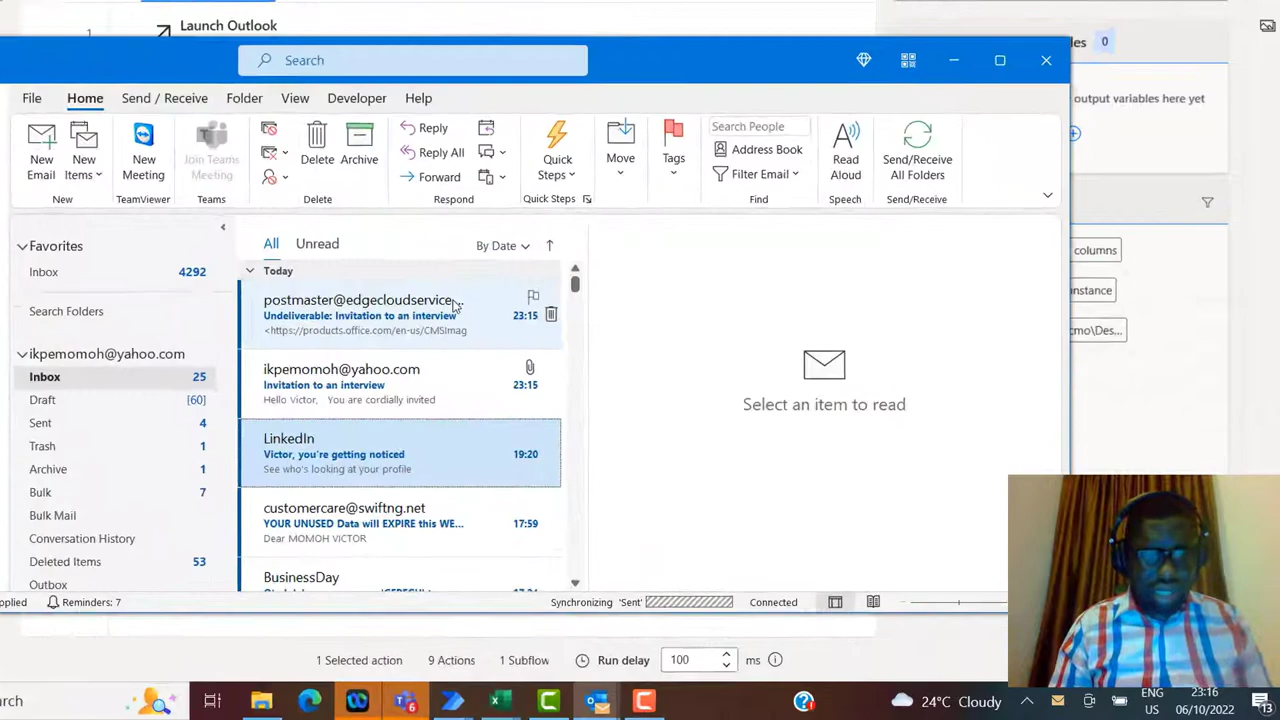 1
Launch Outlook
les 0
Search
output variables here yet
File Home Send / Receive Folder View Developer Help
New Email
New Items
New Meeting
Join Teams Meeting
Delete
Archive
Reply
Reply All
Forward
Quick Steps
Move
Tags
Search People
Address Book
Filter Email
Read Aloud
Send/Receive All Folders
New
TeamViewer
Teams
Delete
Respond
Quick Steps
Find
Speech
Send/Receive
Favorites
Inbox 4292
Search Folders
ikpemomoh@yahoo.com
Inbox 25
Draft [60]
Sent 4
Trash 1
Archive 1
Bulk 7
Bulk Mail
Conversation History
Deleted Items 53
Outbox
All Unread By Date
Today
postmaster@edgecloudservice...
Undeliverable: Invitation to an interview 23:15
<https://products.office.com/en-us/CMSImag
ikpemomoh@yahoo.com
Invitation to an interview 23:15
Hello Victor, You are cordially invited
LinkedIn
Victor, you're getting noticed 19:20
See who's looking at your profile
customercare@swiftng.net
YOUR UNUSED Data will EXPIRE this WE... 17:59
Dear MOMOH VICTOR
BusinessDay
Select an item to read
columns
nstance
cmo\Des...
pplied Reminders: 7 Synchronizing 'Sent' Connected
1 Selected action 9 Actions 1 Subflow Run delay 100 ms
arch
6
24°C Cloudy
ENG
US
23:16
06/10/2022
13